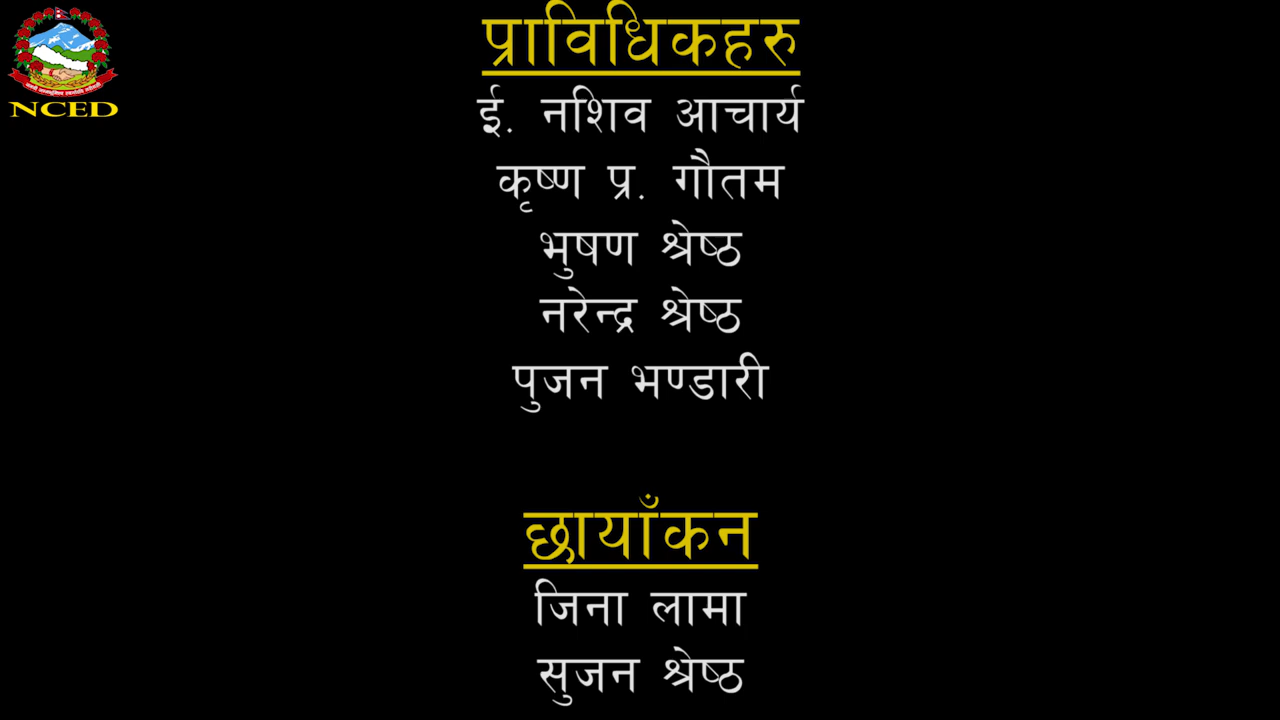 NCED
प्राविधिकहरु
ई. नशिव आचार्य
कृष्ण प्र. गौतम
भुषण श्रेष्ठ
नरेन्द्र श्रेष्ठ
पुजन भण्डारी
छायाँकन
जिना लामा
सुजन श्रेष्ठ